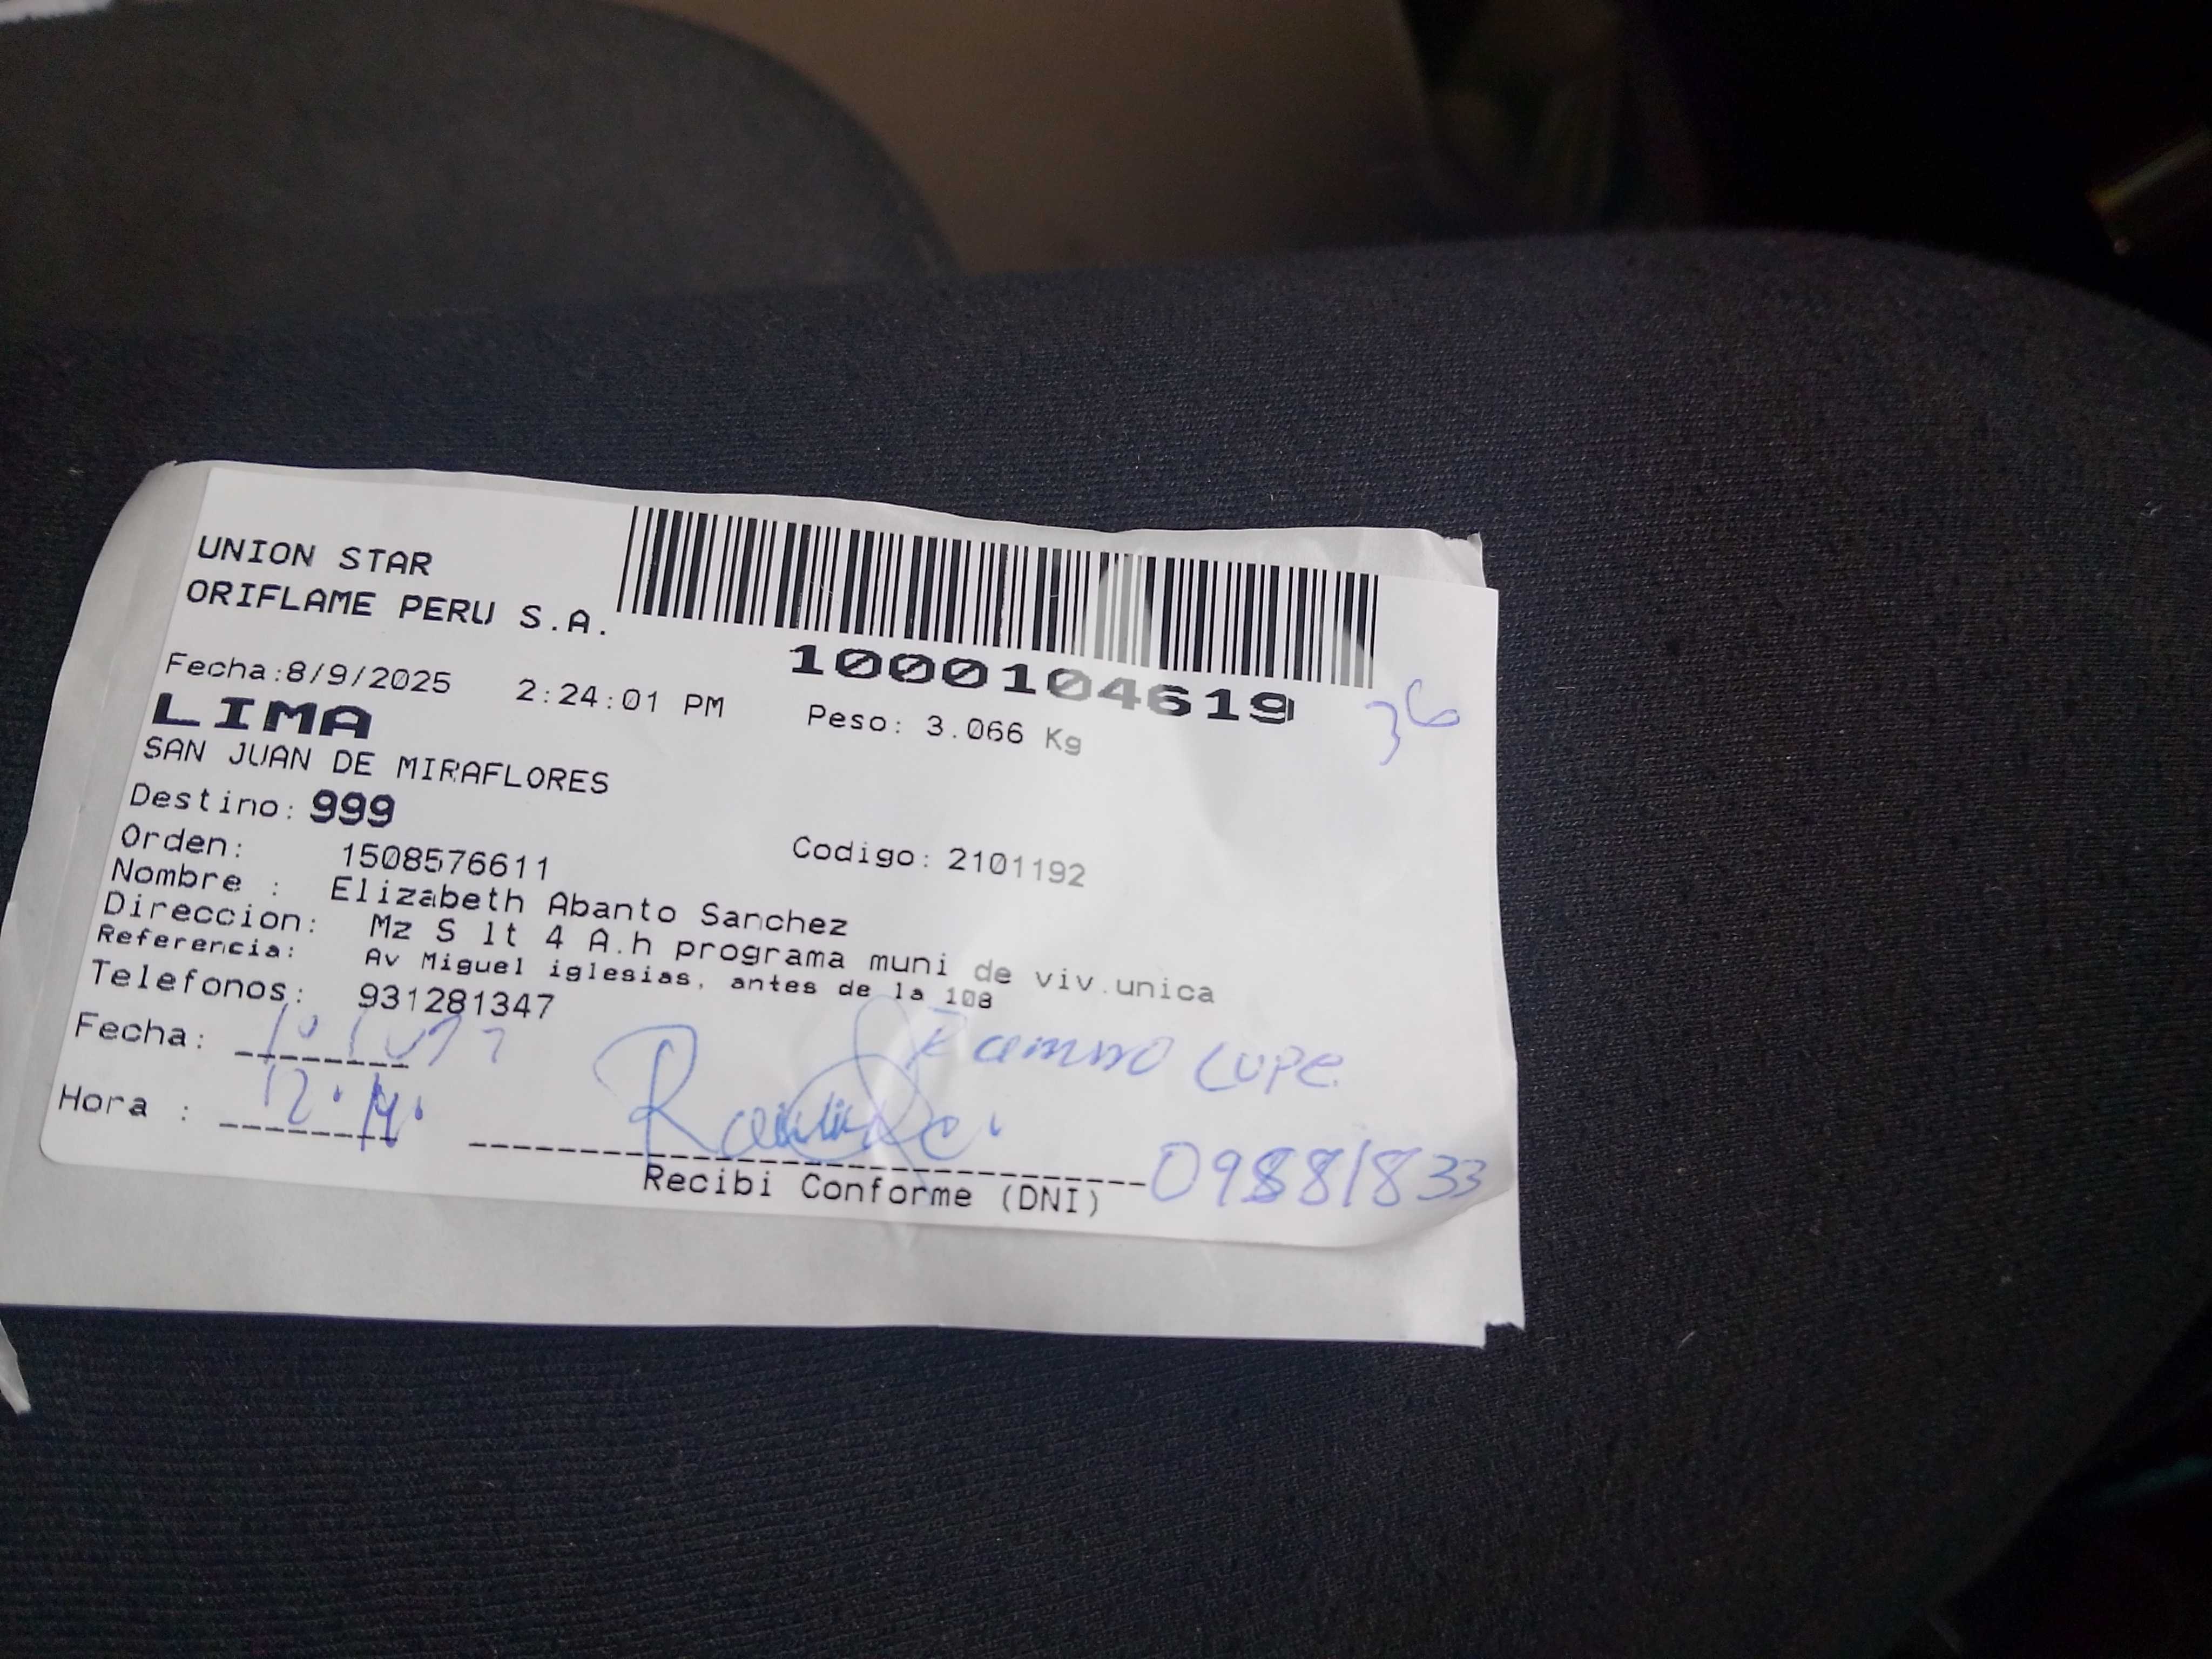 UNION STAR
ORIFLAME PERU S.A.
1000104619
36
Fecha:8/9/2025 2:24:01 PM Peso: 3.066 Kg
LIMA
SAN JUAN DE MIRAFLORES
Destino: 999
Orden: 1508576611 Codigo: 2101192
Nombre : Elizabeth Abanto Sanchez
Direccion: Mz S lt 4 A.h programa muni de viv.unica
Referencia: Av Miguel iglesias, antes de la 108
Telefonos: 931281347
Fecha:
Lupe
Hora :
09881833
Recibi Conforme (DNI)